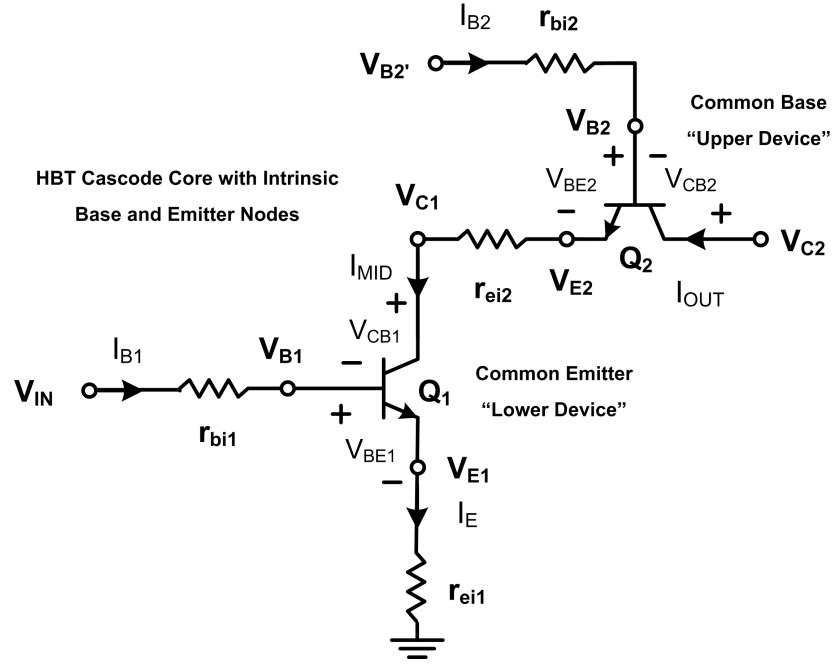 I_B2
r_bi2
V_B2'
V_B2
Common Base
“Upper Device”
+
−
V_BE2
V_CB2
HBT Cascode Core with Intrinsic
Base and Emitter Nodes
V_C1
−
+
V_C2
r_ei2
V_E2
Q_2
I_OUT
I_MID
+
V_CB1
I_B1
V_B1
−
V_IN
Q_1
Common Emitter
“Lower Device”
+
r_bi1
V_BE1
−
V_E1
I_E
r_ei1